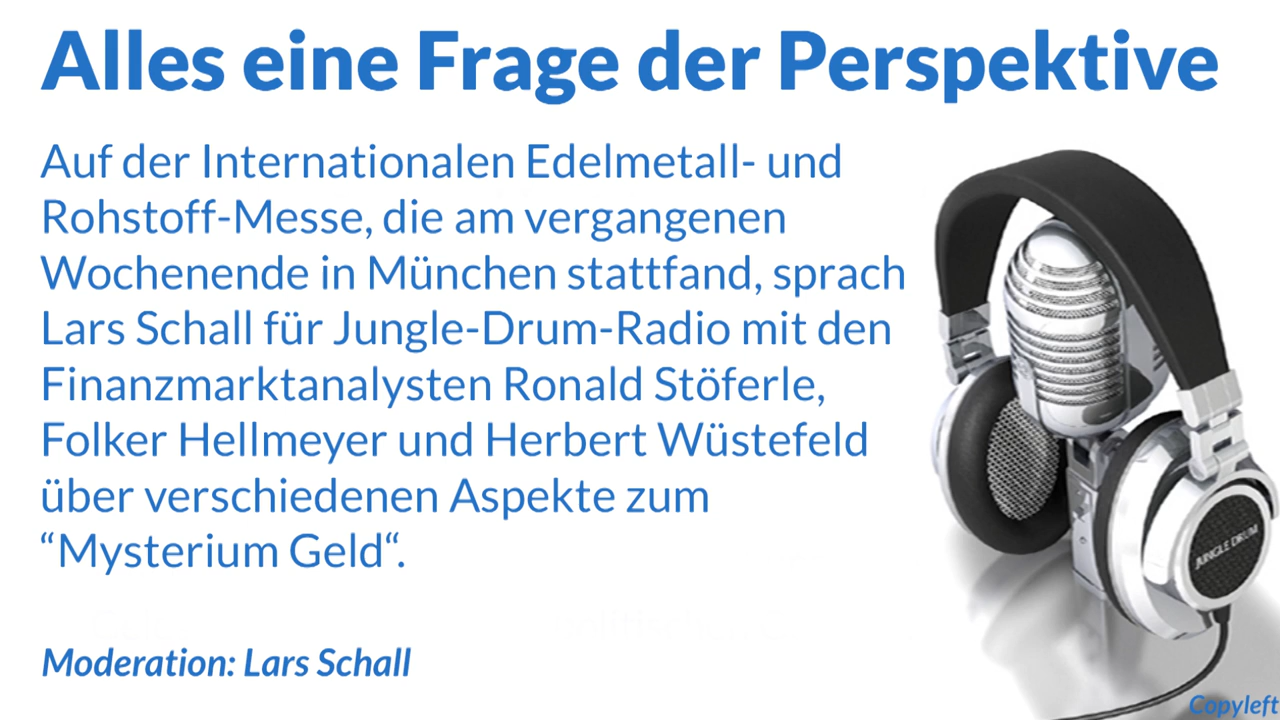 Alles eine Frage der Perspektive
Auf der Internationalen Edelmetall- und
Rohstoff-Messe, die am vergangenen
Wochenende in München stattfand, sprach
Lars Schall für Jungle-Drum-Radio mit den
Finanzmarktanalysten Ronald Stöferle,
Folker Hellmeyer und Herbert Wüstefeld
über verschiedenen Aspekte zum
“Mysterium Geld“.
Moderation: Lars Schall
JUNGLE DRUM
Copyleft